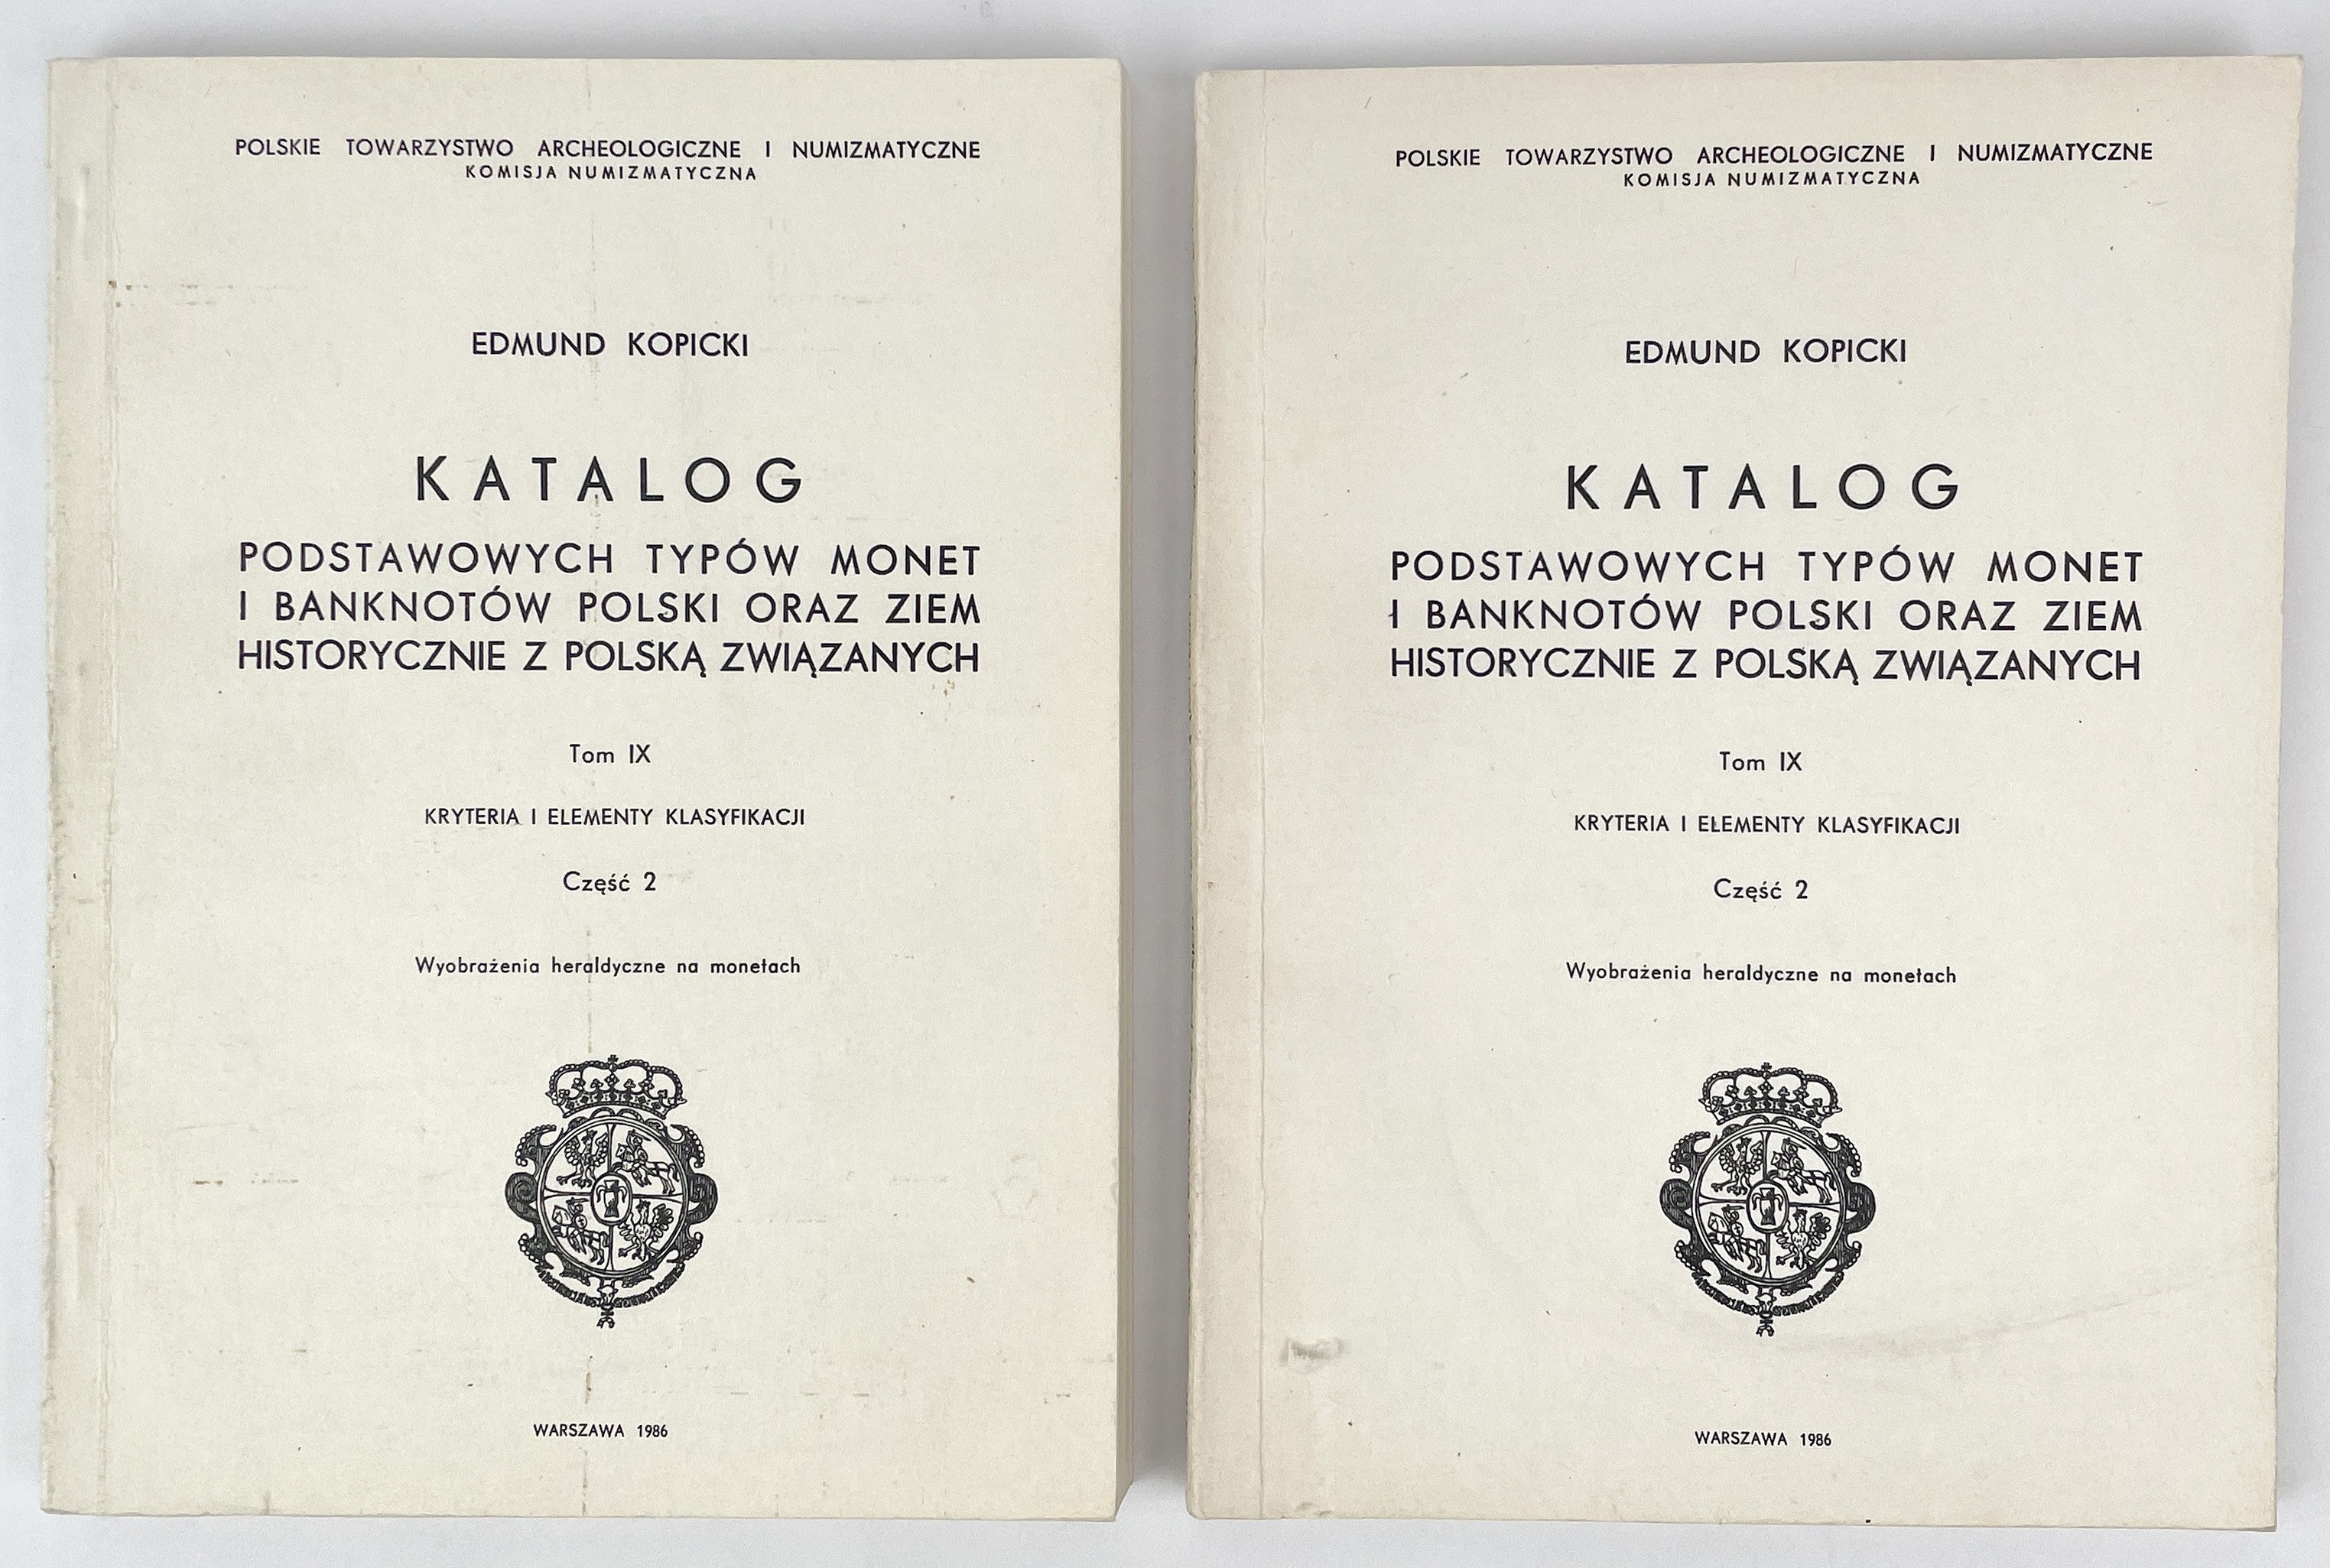 POLSKIE TOWARZYSTWO ARCHEOLOGICZNE I NUMIZMATYCZNE
KOMISJA NUMIZMATYCZNA
EDMUND KOPICKI
KATALOG
PODSTAWOWYCH TYPÓW MONET
I BANKNOTÓW POLSKI ORAZ ZIEM
HISTORYCZNIE Z POLSKĄ ZWIĄZANYCH
Tom IX
KRYTERIA I ELEMENTY KLASYFIKACJI
Część 2
Wyobrażenia heraldyczne na monetach
WARSZAWA 1986
POLSKIE TOWARZYSTWO ARCHEOLOGICZNE I NUMIZMATYCZNE
KOMISJA NUMIZMATYCZNA
EDMUND KOPICKI
KATALOG
PODSTAWOWYCH TYPÓW MONET
I BANKNOTÓW POLSKI ORAZ ZIEM
HISTORYCZNIE Z POLSKĄ ZWIĄZANYCH
Tom IX
KRYTERIA I ELEMENTY KLASYFIKACJI
Część 2
Wyobrażenia heraldyczne na monetach
WARSZAWA 1986